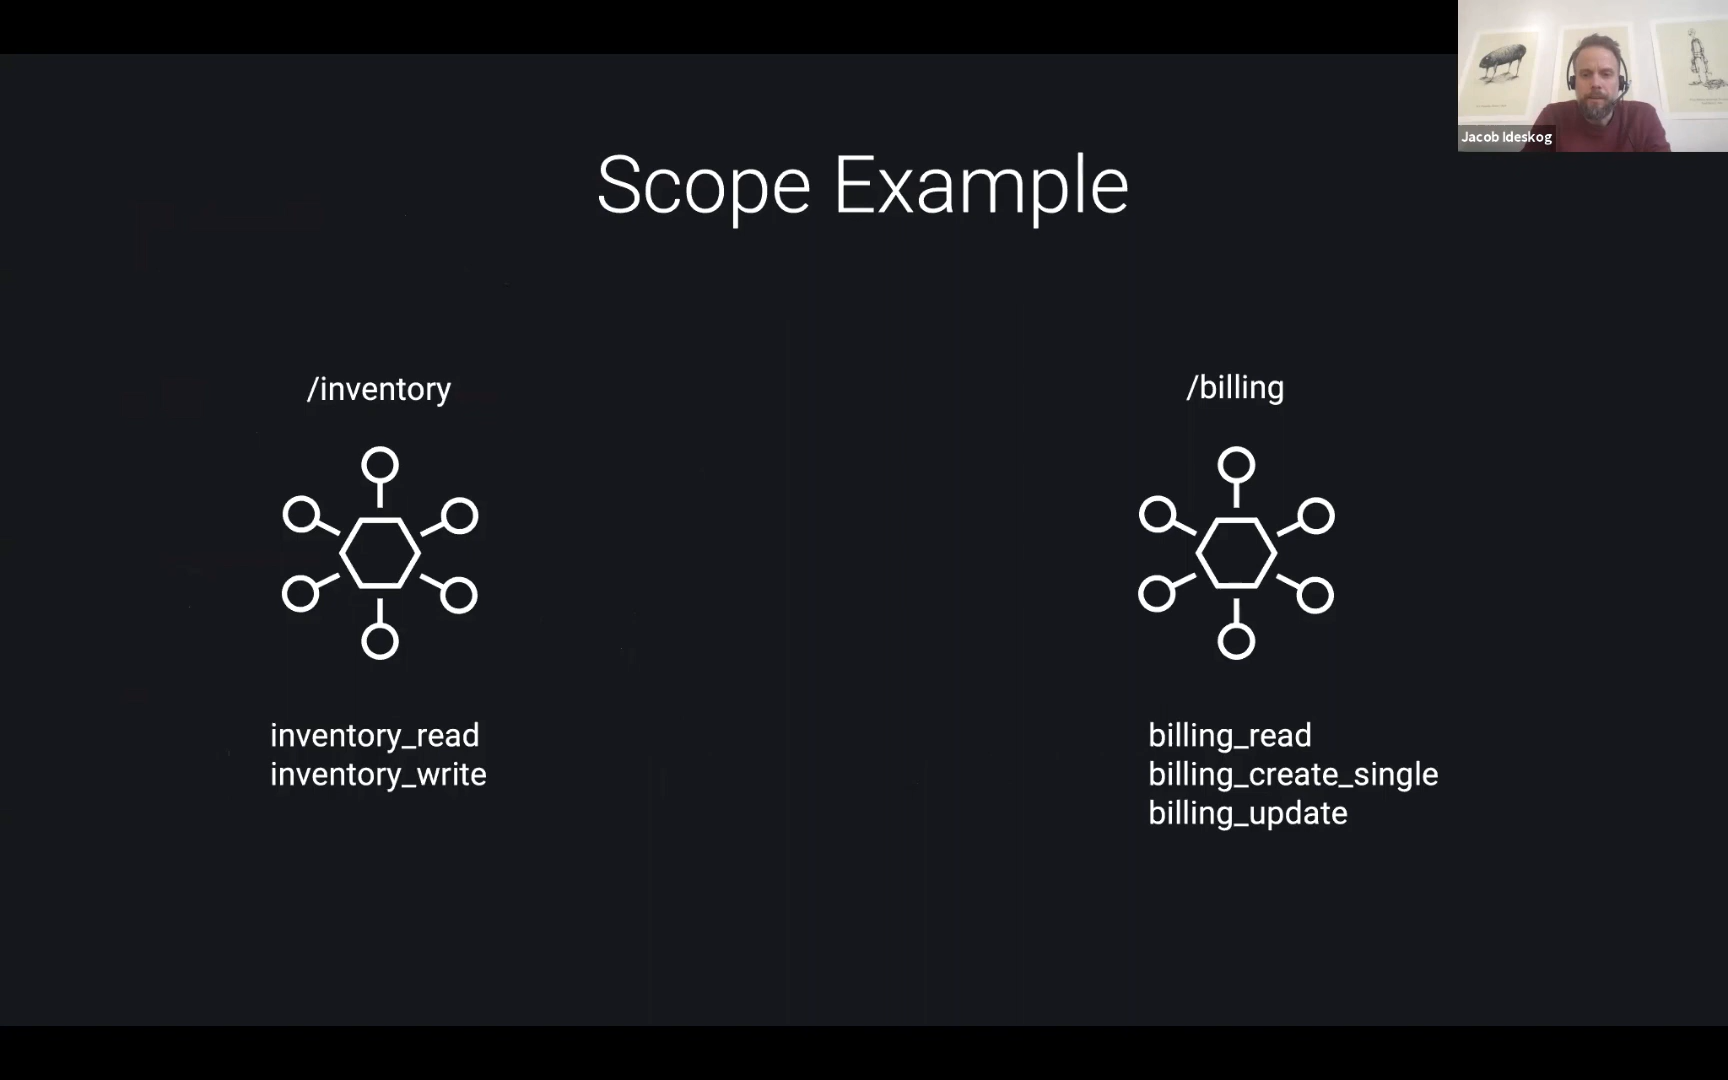 Jacob Ideskog
Scope Example
/inventory
/billing
inventory_read
inventory_write
billing_read
billing_create_single
billing_update